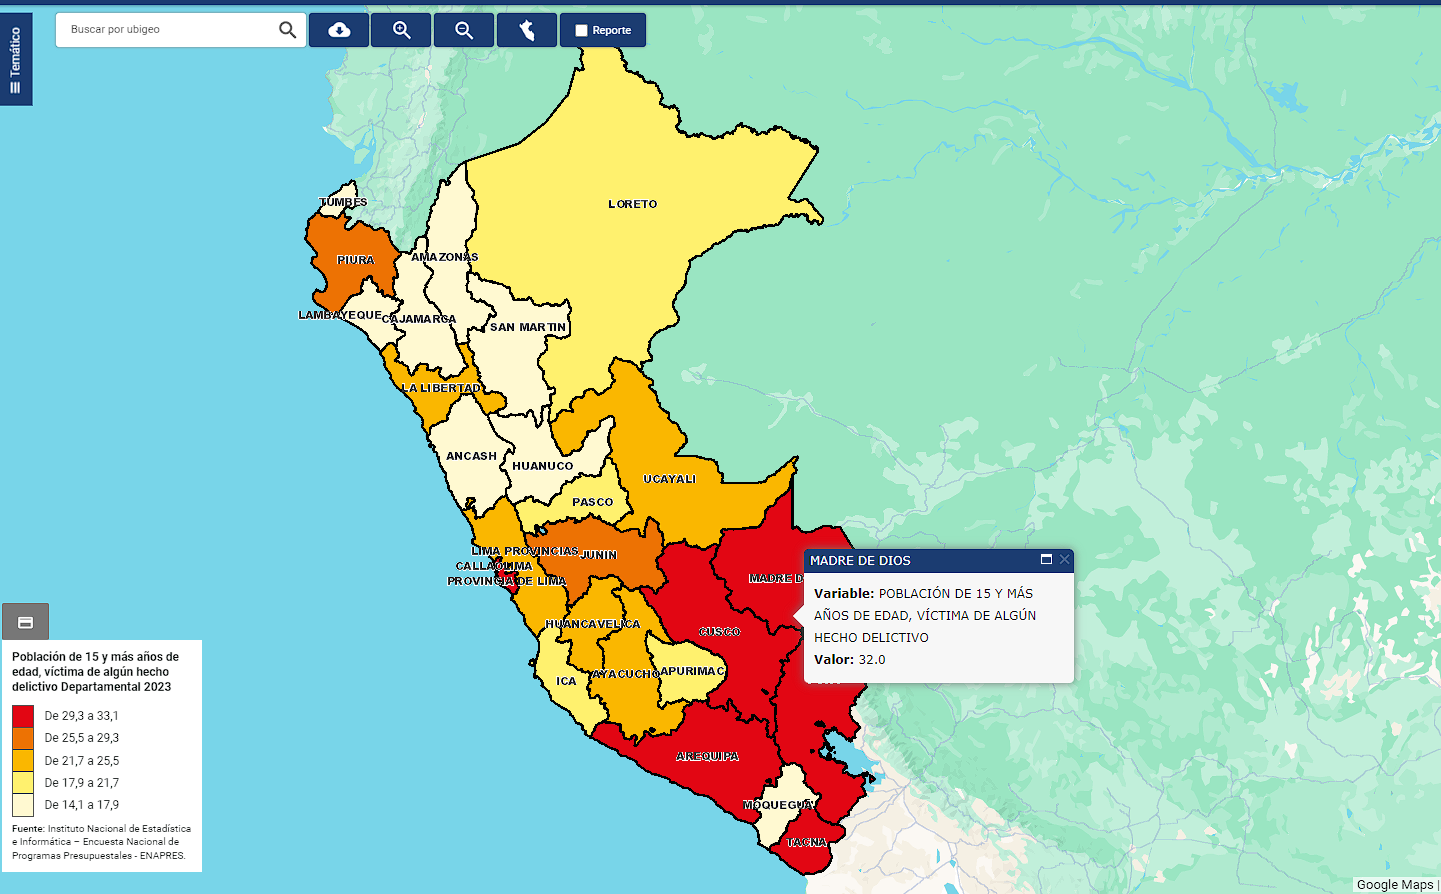 Temático
Buscar por ubigeo
Reporte
LORETO
TUMBES
PIURA
AMAZONAS
LAMBAYEQUE
CAJAMARCA
SAN MARTIN
LA LIBERTAD
ANCASH
HUANUCO
UCAYALI
PASCO
LIMA PROVINCIAS
JUNIN
CALLAO
LIMA
PROVINCIA DE LIMA
MADRE D
HUANCAVELICA
CUSCO
ICA
AYACUCHO
APURIMAC
AREQUIPA
MOQUEGUA
TACNA
MADRE DE DIOS
Variable: POBLACIÓN DE 15 Y MÁS
AÑOS DE EDAD, VÍCTIMA DE ALGÚN
HECHO DELICTIVO
Valor: 32.0
Población de 15 y más años de
edad, víctima de algún hecho
delictivo Departamental 2023
De 29,3 a 33,1
De 25,5 a 29,3
De 21,7 a 25,5
De 17,9 a 21,7
De 14,1 a 17,9
Fuente: Instituto Nacional de Estadística
e Informática – Encuesta Nacional de
Programas Presupuestales - ENAPRES.
Google Maps